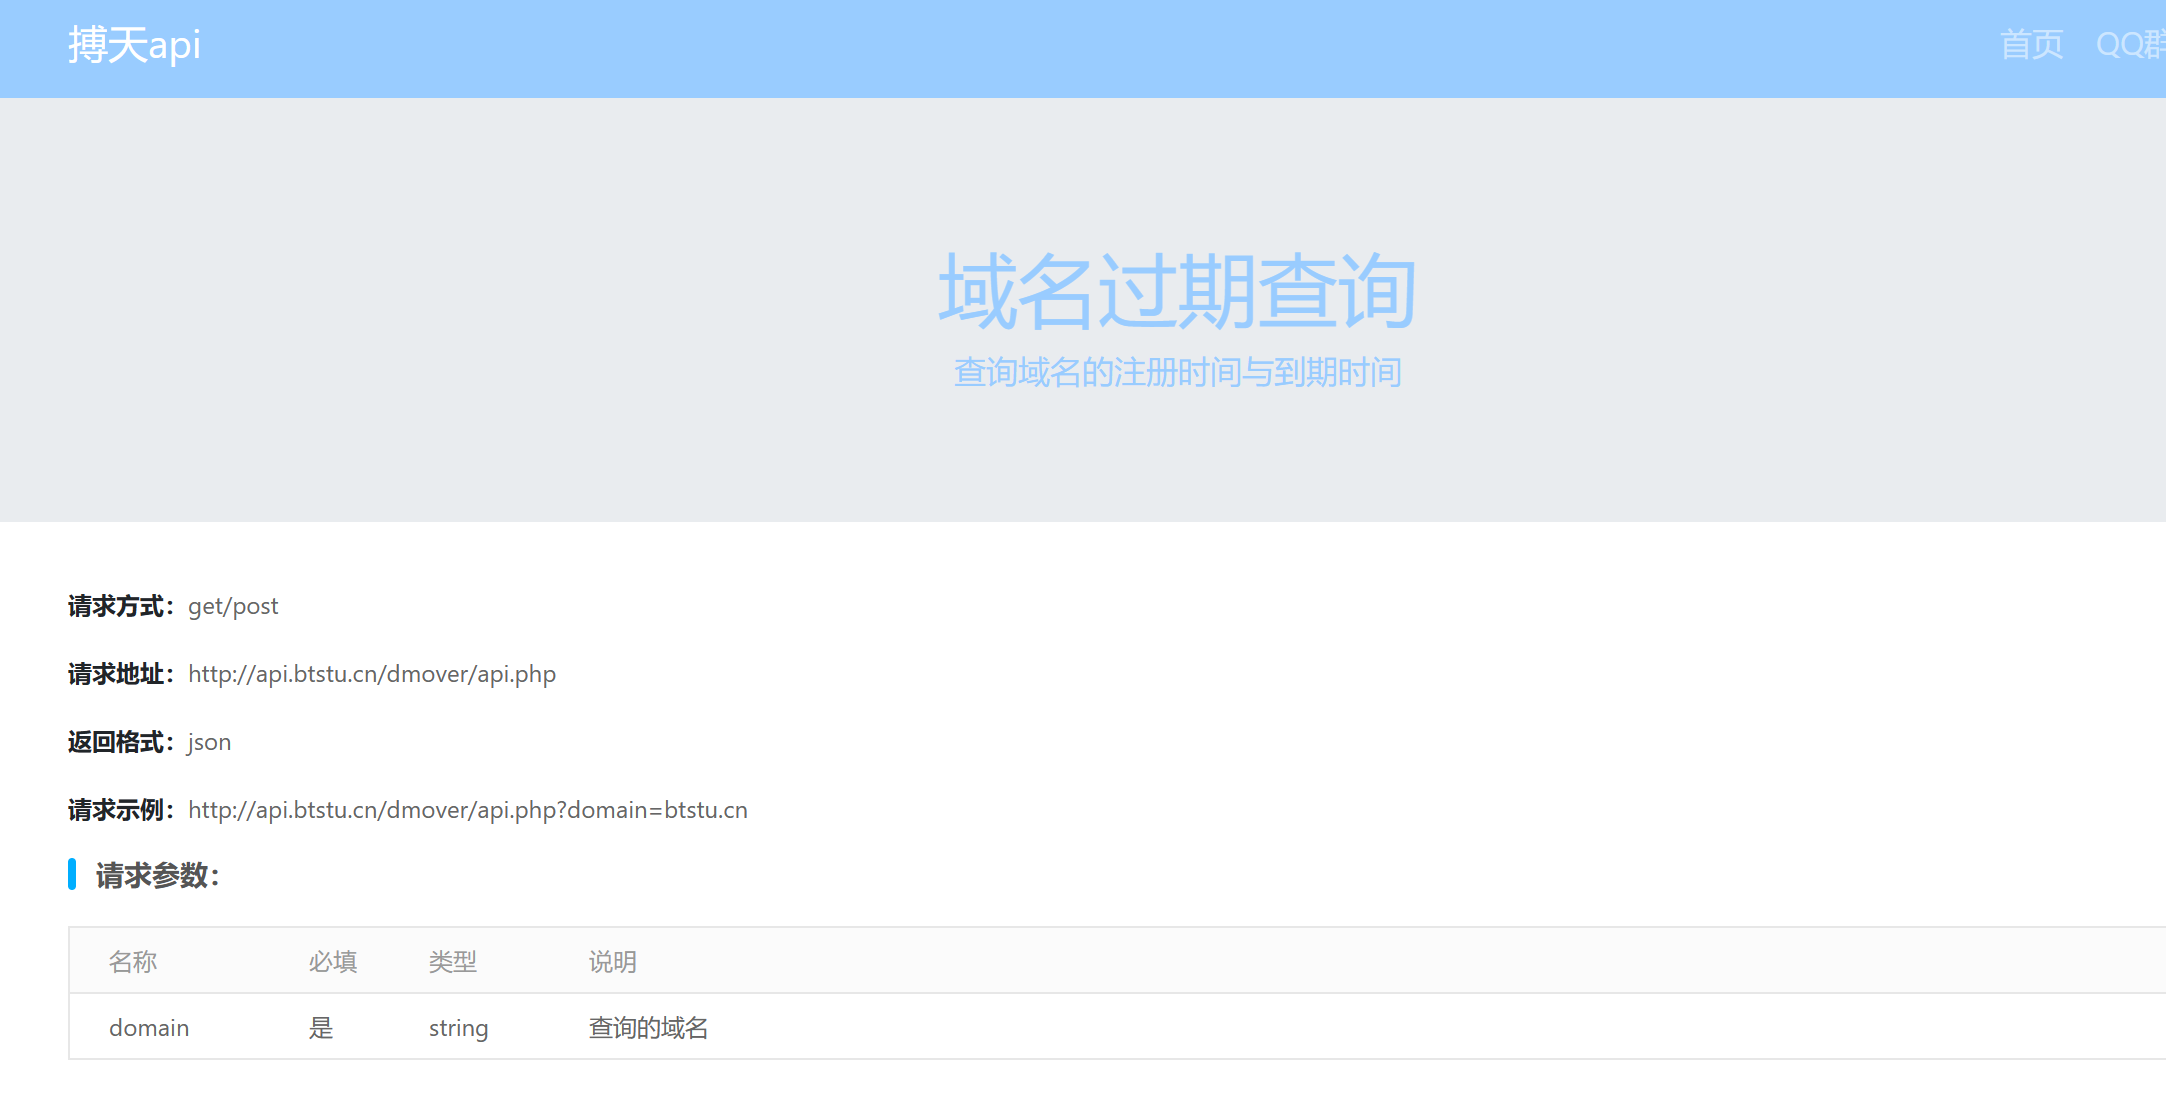 搏天api
首页 QQ群
域名过期查询
查询域名的注册时间与到期时间
请求方式：get/post
请求地址：http://api.btstu.cn/dmover/api.php
返回格式：json
请求示例：http://api.btstu.cn/dmover/api.php?domain=btstu.cn
请求参数：
名称 必填 类型 说明
domain 是 string 查询的域名